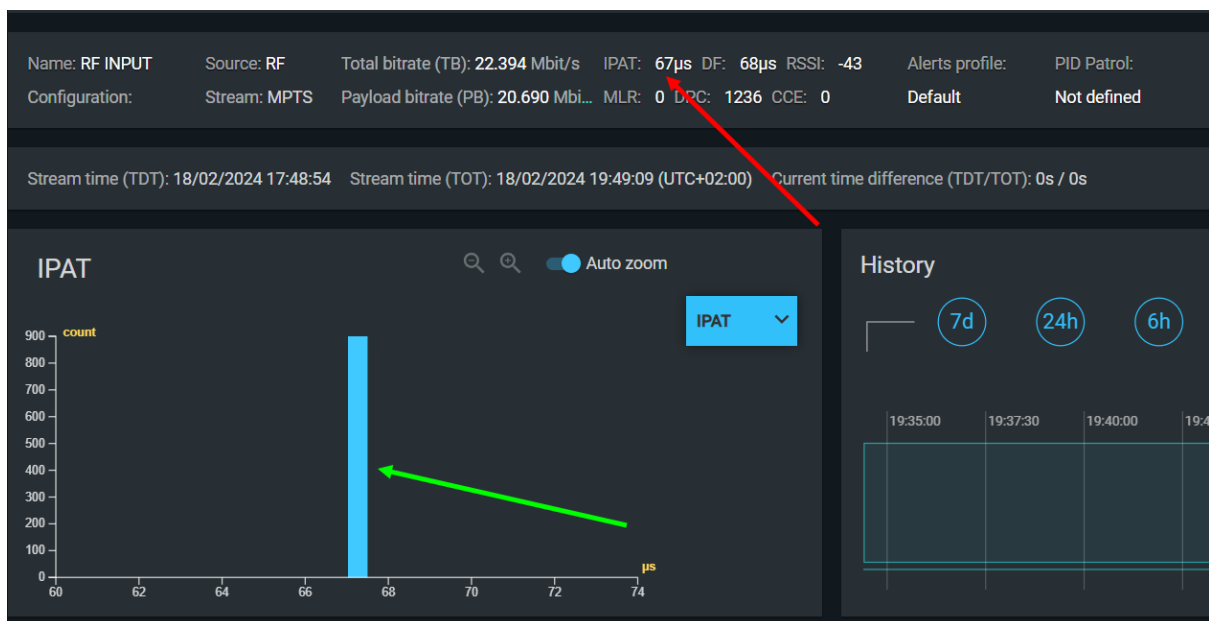 Name: RF INPUT Source: RF Total bitrate (TB): 22.394 Mbit/s IPAT: 67µs DF: 68µs RSSI: -43 Alerts profile: PID Patrol:
Configuration: Stream: MPTS Payload bitrate (PB): 20.690 Mbi... MLR: 0 DPC: 1236 CCE: 0 Default Not defined
Stream time (TDT): 18/02/2024 17:48:54 Stream time (TOT): 18/02/2024 19:49:09 (UTC+02:00) Current time difference (TDT/TOT): 0s / 0s
IPAT
Auto zoom
IPAT
count
900
800
700
600
500
400
300
200
100
0
60 62 64 66 68 70 72 74
µs
History
7d 24h 6h
19:35:00 19:37:30 19:40:00 19:4